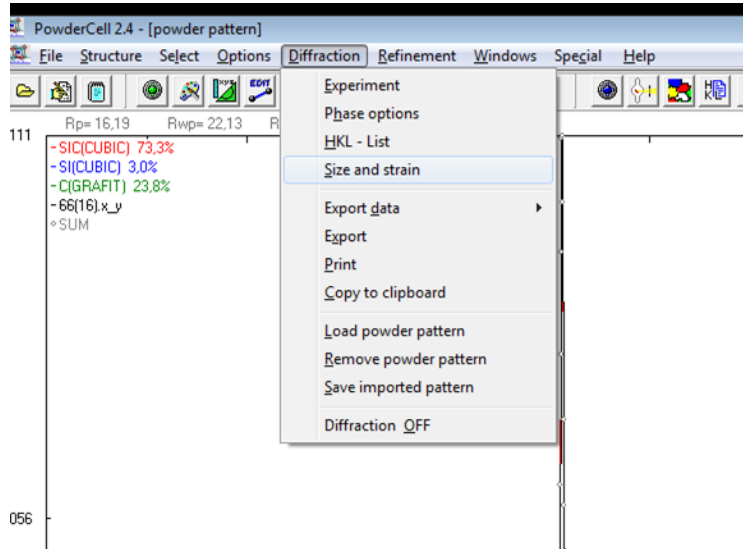 PowderCell 2.4 - [powder pattern]
File Structure Select Options Diffraction Refinement Windows Special Help
Rp= 16,19 Rwp= 22,13 R
111
-SIC(CUBIC) 73,3%
-SI(CUBIC) 3,0%
-C(GRAFIT) 23,8%
-66(16).x_y
SUM
Experiment
Phase options
HKL - List
Size and strain
Export data
Export
Print
Copy to clipboard
Load powder pattern
Remove powder pattern
Save imported pattern
Diffraction OFF
056